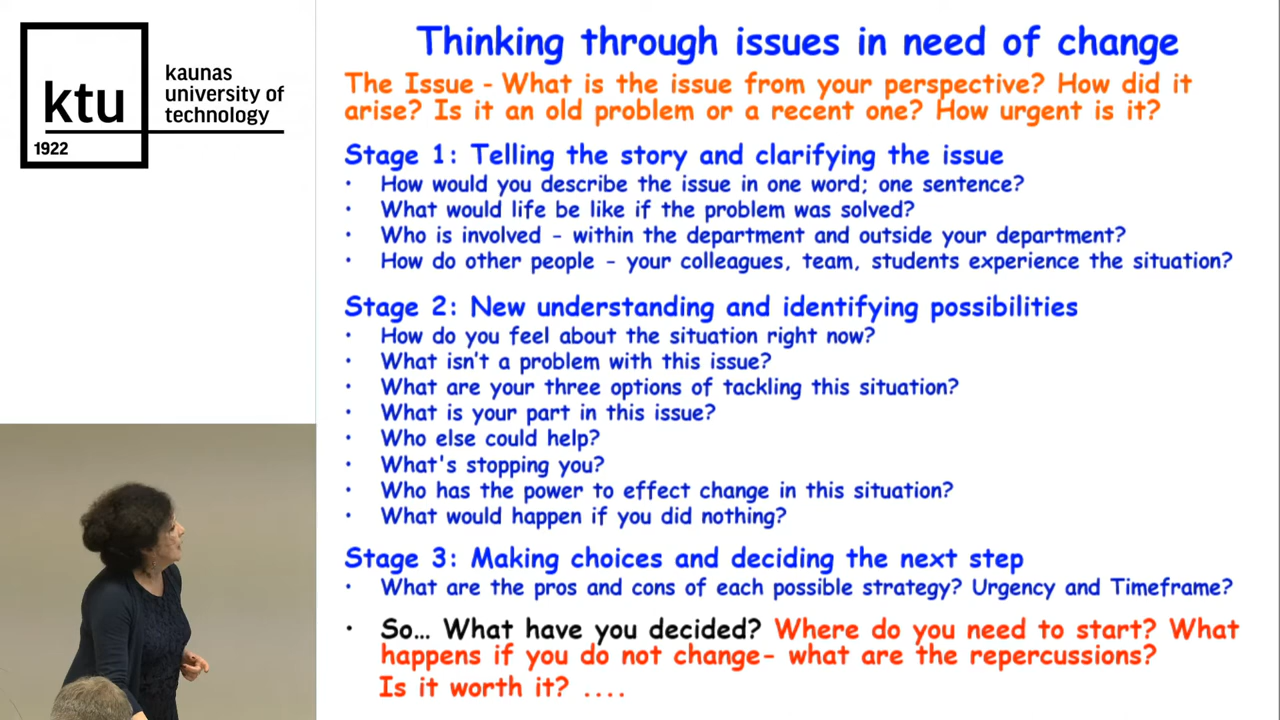 ktu
1922
kaunas
university of
technology
Thinking through issues in need of change
The Issue - What is the issue from your perspective? How did it
arise? Is it an old problem or a recent one? How urgent is it?
Stage 1: Telling the story and clarifying the issue
• How would you describe the issue in one word; one sentence?
• What would life be like if the problem was solved?
• Who is involved - within the department and outside your department?
• How do other people - your colleagues, team, students experience the situation?
Stage 2: New understanding and identifying possibilities
• How do you feel about the situation right now?
• What isn't a problem with this issue?
• What are your three options of tackling this situation?
• What is your part in this issue?
• Who else could help?
• What's stopping you?
• Who has the power to effect change in this situation?
• What would happen if you did nothing?
Stage 3: Making choices and deciding the next step
• What are the pros and cons of each possible strategy? Urgency and Timeframe?
• So… What have you decided? Where do you need to start? What
happens if you do not change- what are the repercussions?
Is it worth it? ....